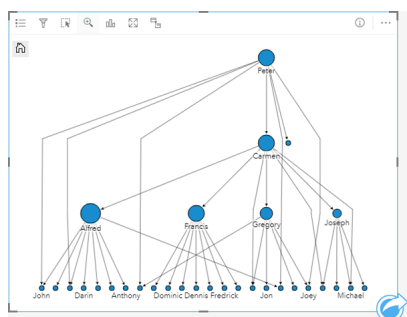 Peter
Carmen
Alfred
Francis
Gregory
Joseph
John Darin Anthony Dominic Dennis Fredrick Jon Joey Michael